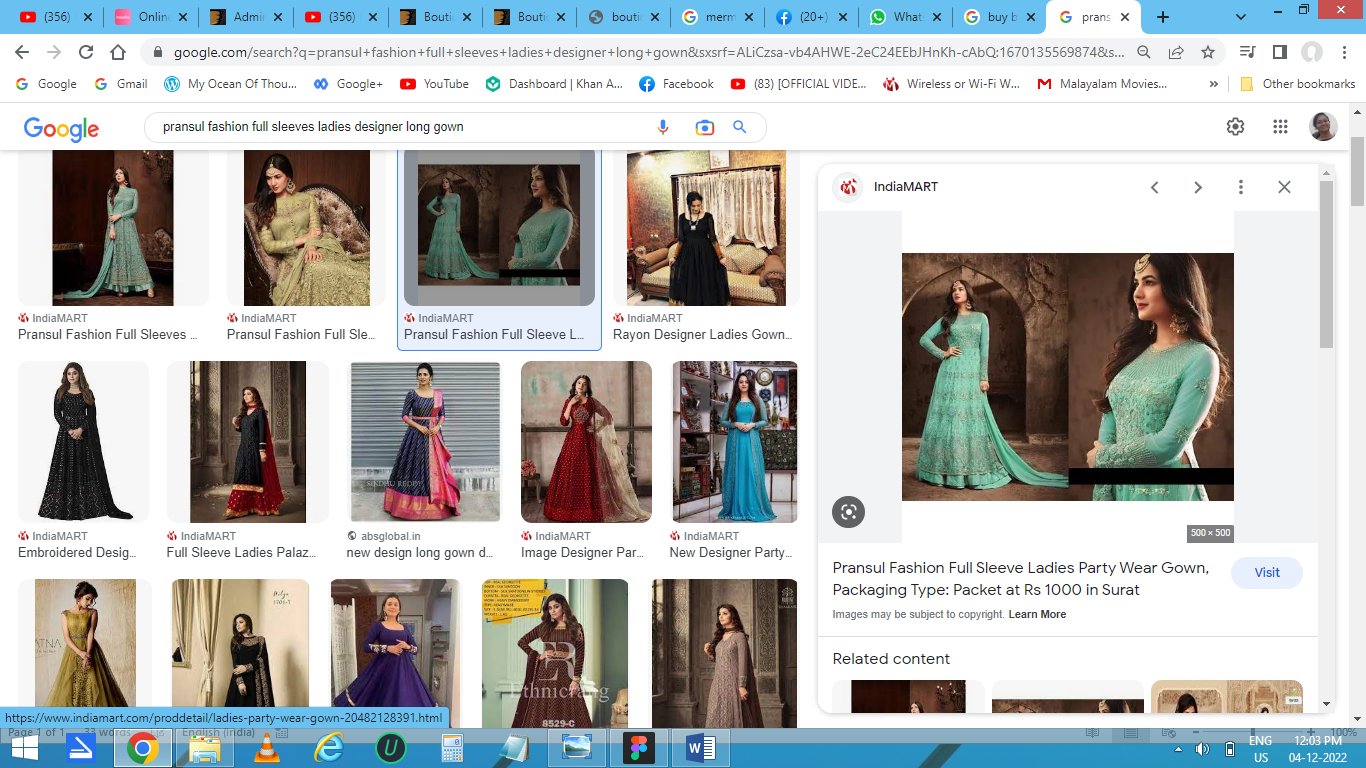 (356)
Online
Admin
(356)
Bouti
Bouti
bouti
merm
(20+)
What
buy b
prans
google.com/search?q=pransul+fashion+full+sleeves+ladies+designer+long+gown&sxsrf=ALiCzsa-vb4AHWE-2eC24EEbJHnKh-cAbQ:1670135569874&s...
Google
Gmail
My Ocean Of Thou...
Google+
YouTube
Dashboard | Khan A...
Facebook
(83) [OFFICIAL VIDE...
Wireless or Wi-Fi W...
Malayalam Movies...
»
Other bookmarks
Google
pransul fashion full sleeves ladies designer long gown
IndiaMART
Pransul Fashion Full Sleeves ...
IndiaMART
Pransul Fashion Full Sle...
IndiaMART
Pransul Fashion Full Sleeve L...
IndiaMART
Rayon Designer Ladies Gown...
IndiaMART
Embroidered Desig...
IndiaMART
Full Sleeve Ladies Palaz...
SINDHU REDDY
absglobal.in
new design long gown d...
IndiaMART
Image Designer Par...
IndiaMART
New Designer Party...
Ethnicrang
8529-C
IndiaMART
500 × 500
Pransul Fashion Full Sleeve Ladies Party Wear Gown,
Packaging Type: Packet at Rs 1000 in Surat
Visit
Images may be subject to copyright. Learn More
Related content
https://www.indiamart.com/proddetail/ladies-party-wear-gown-20482128391.html
Page 1 of 1
33 words
English (India)
100%
ENG
US
12:03 PM
04-12-2022